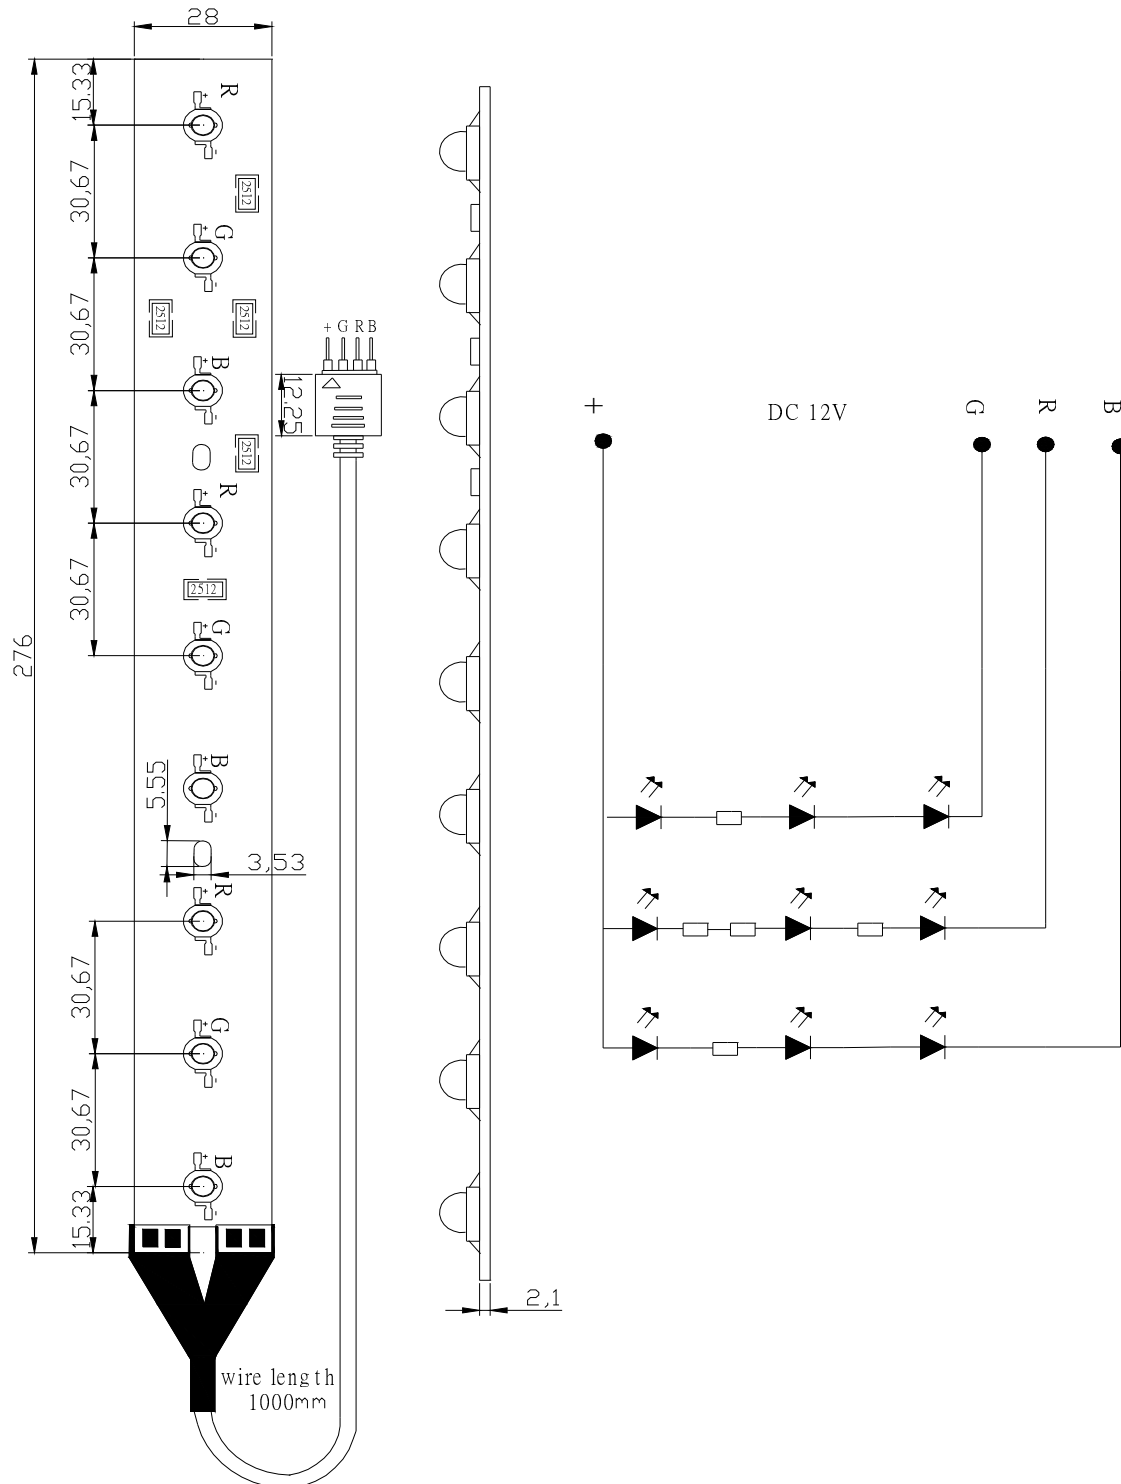 28
15.33
R
30,67
2512
G
30,67
2512
2512
B
+ G R B
12.25
30,67
2512
R
30,67
2512
G
276
B
5.55
3,53
R
30,67
G
30,67
B
15.33
wire length
1000mm
2,1
+
DC 12V
G
R
B